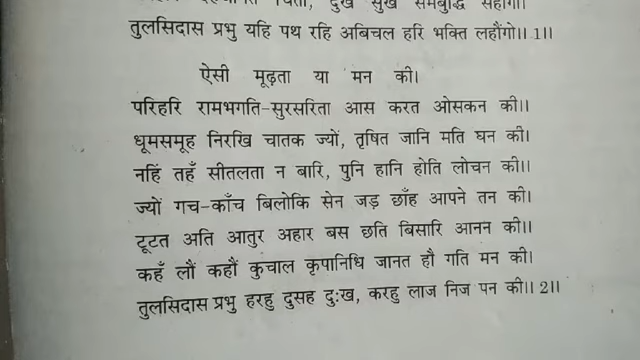 दुख सुख समबुद्धि सहौंगो।
तुलसिदास प्रभु यहि पथ रहि अबिचल हरि भक्ति लहौंगो।। 1।।
ऐसी मूढ़ता या मन की।
परिहरि रामभगति-सुरसरिता आस करत ओसकन की।।
धूमसमूह निरखि चातक ज्यों, तृषित जानि मति घन की।
नहिं तहँ सीतलता न बारि, पुनि हानि होति लोचन की।।
ज्यों गच-काँच बिलोकि सेन जड़ छाँह आपने तन की।
टूटत अति आतुर अहार बस छति बिसारि आनन की।।
कहँ लौं कहौं कुचाल कृपानिधि जानत हौ गति मन की।
तुलसिदास प्रभु हरहु दुसह दुःख, करहु लाज निज पन की।। 2।।